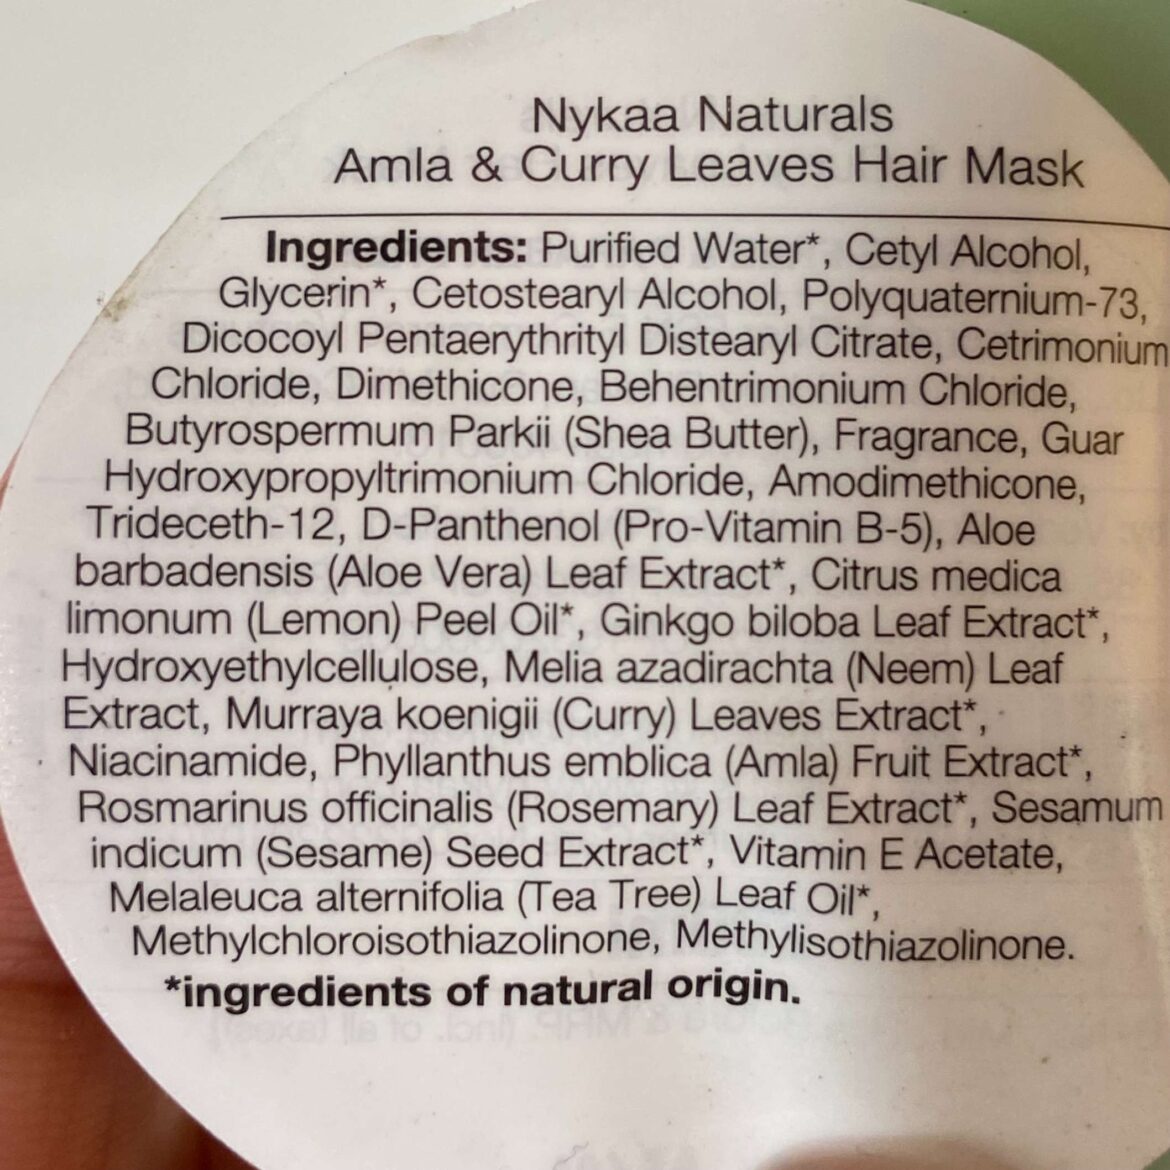 Nykaa Naturals
Amla & Curry Leaves Hair Mask
Ingredients: Purified Water*, Cetyl Alcohol,
Glycerin*, Cetostearyl Alcohol, Polyquaternium-73,
Dicocoyl Pentaerythrityl Distearyl Citrate, Cetrimonium
Chloride, Dimethicone, Behentrimonium Chloride,
Butyrospermum Parkii (Shea Butter), Fragrance, Guar
Hydroxypropyltrimonium Chloride, Amodimethicone,
Trideceth-12, D-Panthenol (Pro-Vitamin B-5), Aloe
barbadensis (Aloe Vera) Leaf Extract*, Citrus medica
limonum (Lemon) Peel Oil*, Ginkgo biloba Leaf Extract*,
Hydroxyethylcellulose, Melia azadirachta (Neem) Leaf
Extract, Murraya koenigii (Curry) Leaves Extract*,
Niacinamide, Phyllanthus emblica (Amla) Fruit Extract*,
Rosmarinus officinalis (Rosemary) Leaf Extract*, Sesamum
indicum (Sesame) Seed Extract*, Vitamin E Acetate,
Melaleuca alternifolia (Tea Tree) Leaf Oil*,
Methylchloroisothiazolinone, Methylisothiazolinone.
*ingredients of natural origin.